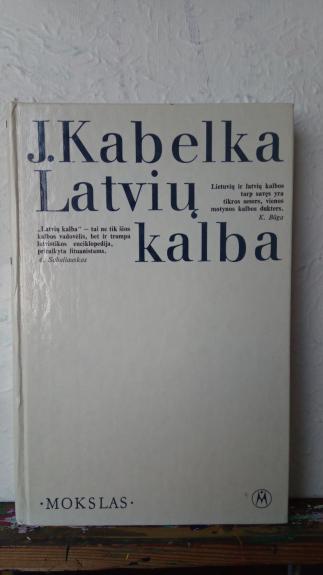 J.Kabelka
Latvių
Lietuvių ir latvių kalbos
tarp savęs yra
tikros seserys, vienos
motynos kalbos dukters.
K. Būga
„Latvių kalba“ – tai ne tik šios
kalbos vadovėlis, bet ir trumpa
latvistikos enciklopedija,
pritaikyta lituanistams.
A. Sabaliauskas
kalba
·MOKSLAS·
M